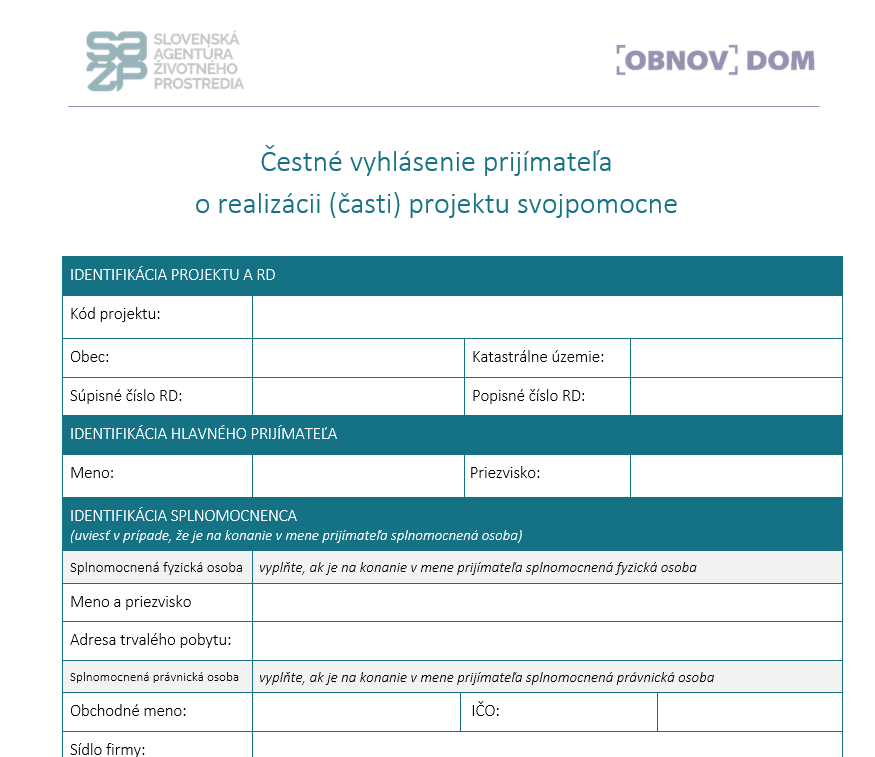 sazp SLOVENSKÁ
AGENTÚRA
ŽIVOTNÉHO
PROSTREDIA
[OBNOV] DOM
Čestné vyhlásenie prijímateľa
o realizácii (časti) projektu svojpomocne
IDENTIFIKÁCIA PROJEKTU A RD
Kód projektu:
Obec: Katastrálne územie:
Súpisné číslo RD: Popisné číslo RD:
IDENTIFIKÁCIA HLAVNÉHO PRIJÍMATEĽA
Meno: Priezvisko:
IDENTIFIKÁCIA SPLNOMOCNENCA
(uviesť v prípade, že je na konanie v mene prijímateľa splnomocnená osoba)
Splnomocnená fyzická osoba vyplňte, ak je na konanie v mene prijímateľa splnomocnená fyzická osoba
Meno a priezvisko
Adresa trvalého pobytu:
Splnomocnená právnická osoba vyplňte, ak je na konanie v mene prijímateľa splnomocnená právnická osoba
Obchodné meno: IČO:
Sídlo firmy: